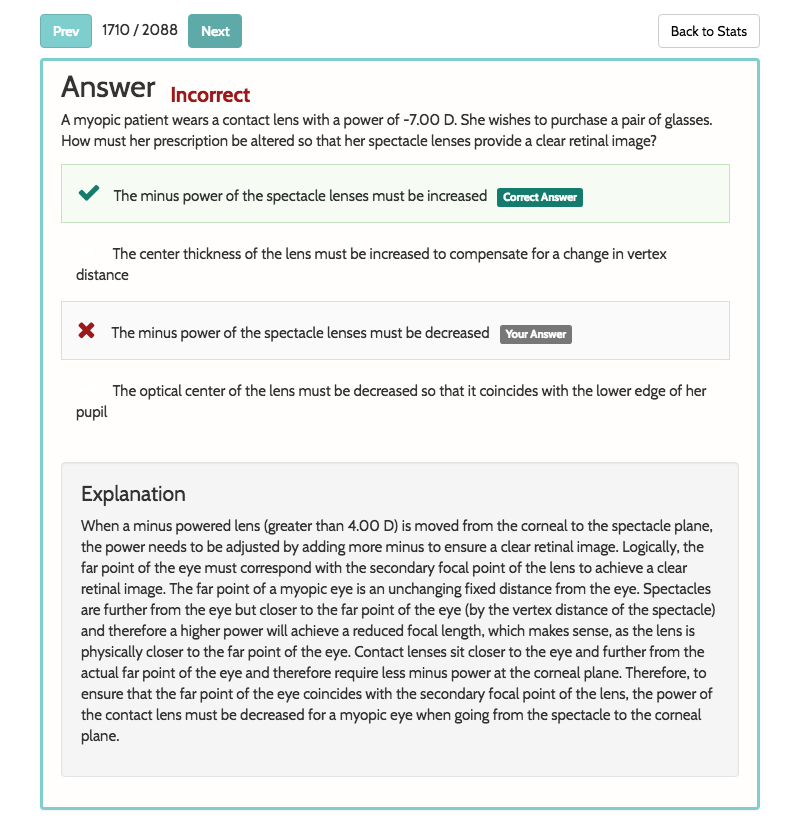 Prev 1710 / 2088 Next Back to Stats
Answer Incorrect
A myopic patient wears a contact lens with a power of -7.00 D. She wishes to purchase a pair of glasses.
How must her prescription be altered so that her spectacle lenses provide a clear retinal image?
The minus power of the spectacle lenses must be increased Correct Answer
The center thickness of the lens must be increased to compensate for a change in vertex
distance
The minus power of the spectacle lenses must be decreased Your Answer
The optical center of the lens must be decreased so that it coincides with the lower edge of her
pupil
Explanation
When a minus powered lens (greater than 4.00 D) is moved from the corneal to the spectacle plane,
the power needs to be adjusted by adding more minus to ensure a clear retinal image. Logically, the
far point of the eye must correspond with the secondary focal point of the lens to achieve a clear
retinal image. The far point of a myopic eye is an unchanging fixed distance from the eye. Spectacles
are further from the eye but closer to the far point of the eye (by the vertex distance of the spectacle)
and therefore a higher power will achieve a reduced focal length, which makes sense, as the lens is
physically closer to the far point of the eye. Contact lenses sit closer to the eye and further from the
actual far point of the eye and therefore require less minus power at the corneal plane. Therefore, to
ensure that the far point of the eye coincides with the secondary focal point of the lens, the power of
the contact lens must be decreased for a myopic eye when going from the spectacle to the corneal
plane.